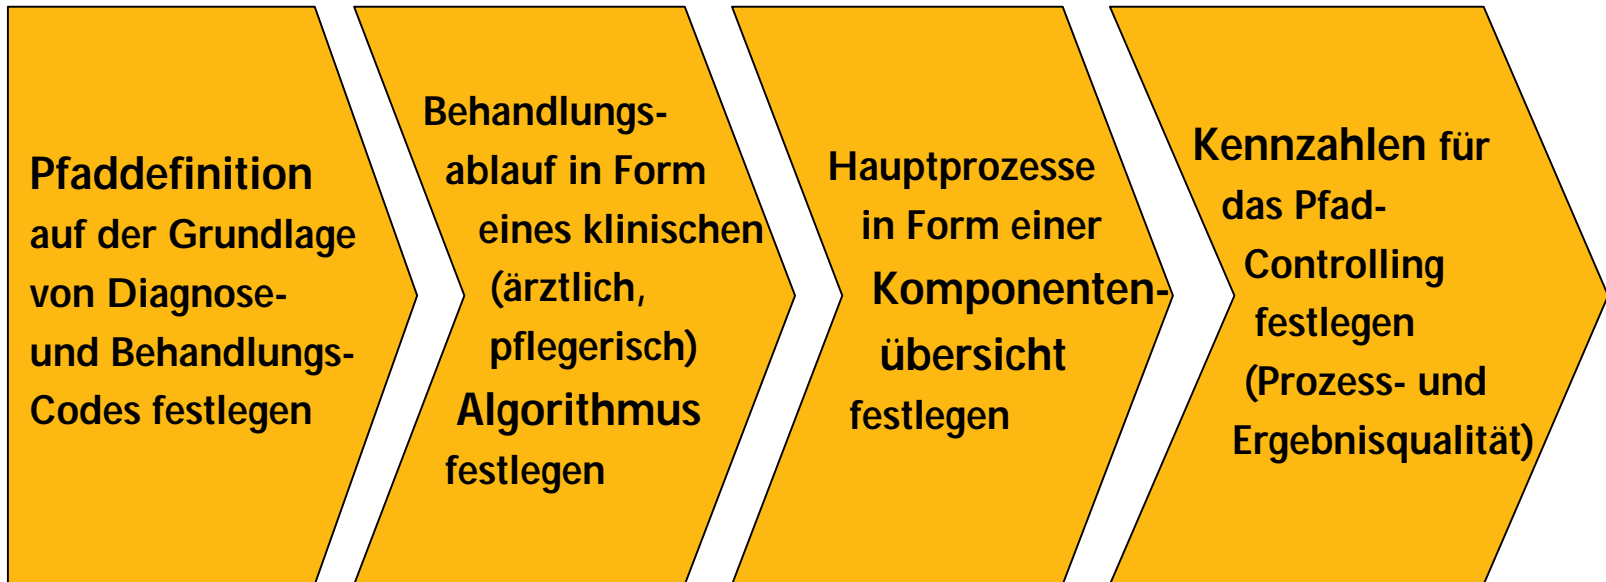 Pfaddefinition
auf der Grundlage
von Diagnose-
und Behandlungs-
Codes festlegen
Behandlungs-
ablauf in Form
eines klinischen
(ärztlich,
pflegerisch)
Algorithmus
festlegen
Hauptprozesse
in Form einer
Komponenten-
übersicht
festlegen
Kennzahlen für
das Pfad-
Controlling
festlegen
(Prozess- und
Ergebnisqualität)